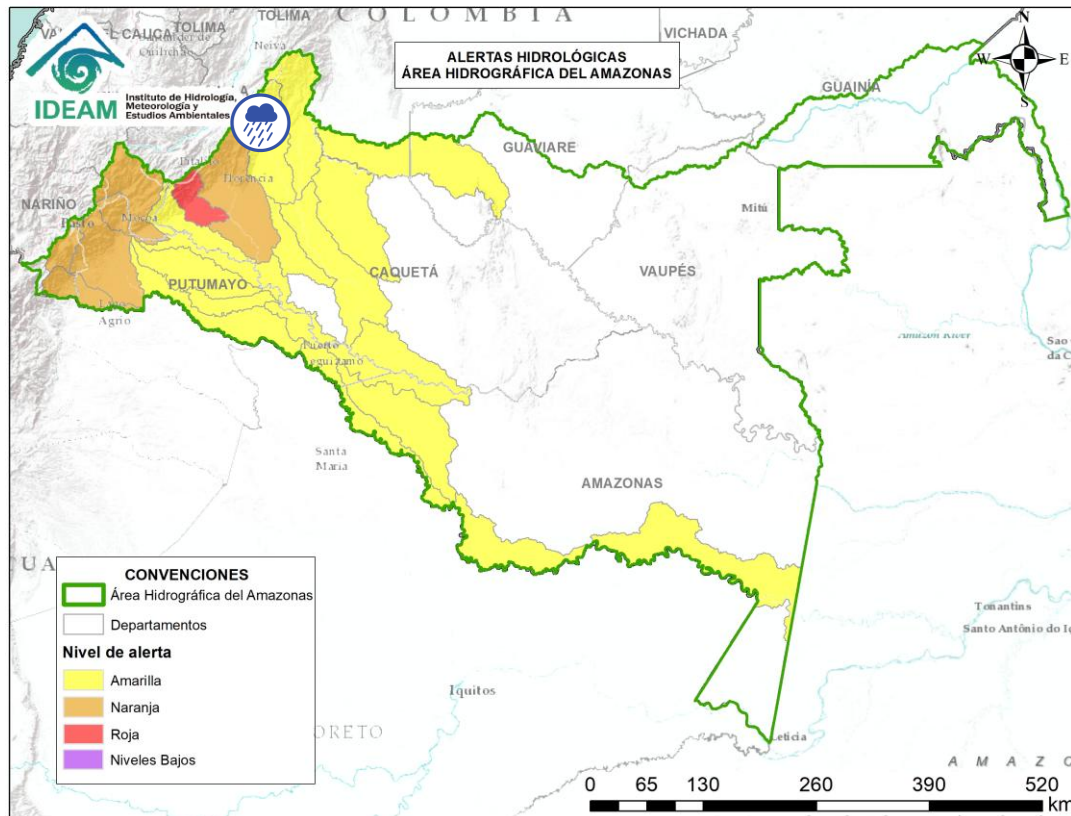 COLOMBIA
TOLIMA
TOLIMA
CAUCA
Neiva
VICHADA
N
W
E
S
ALERTAS HIDROLÓGICAS
ÁREA HIDROGRÁFICA DEL AMAZONAS
IDEAM
Instituto de Hidrología,
Meteorología y
Estudios Ambientales
GUAINÍA
GUAVIARE
Florencia
NARIÑO
Pasto
Mocoa
Mitú
CAQUETÁ
VAUPÉS
PUTUMAYO
Lago
Agrio
Puerto
Leguizamo
Amazon River
Santa
Maria
AMAZONAS
CONVENCIONES
Área Hidrográfica del Amazonas
Departamentos
Nivel de alerta
Amarilla
Naranja
Roja
Niveles Bajos
Tonantins
Santo Antônio do
Iquitos
ORETO
Leticia
A M A Z O
0 65 130 260 390 520
km